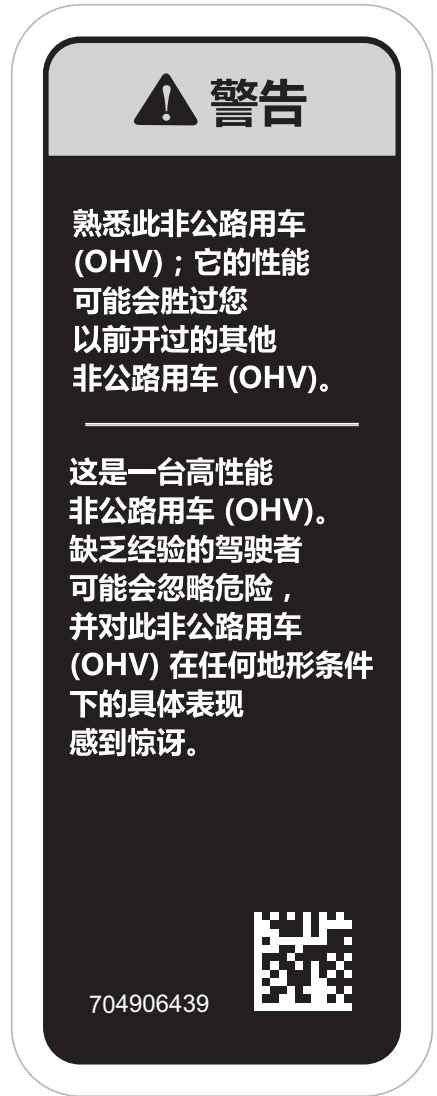 警告
熟悉此非公路用车
(OHV)；它的性能
可能会胜过您
以前开过的其他
非公路用车 (OHV)。
这是一台高性能
非公路用车 (OHV)。
缺乏经验的驾驶者
可能会忽略危险，
并对此非公路用车
(OHV) 在任何地形条件
下的具体表现
感到惊讶。
704906439